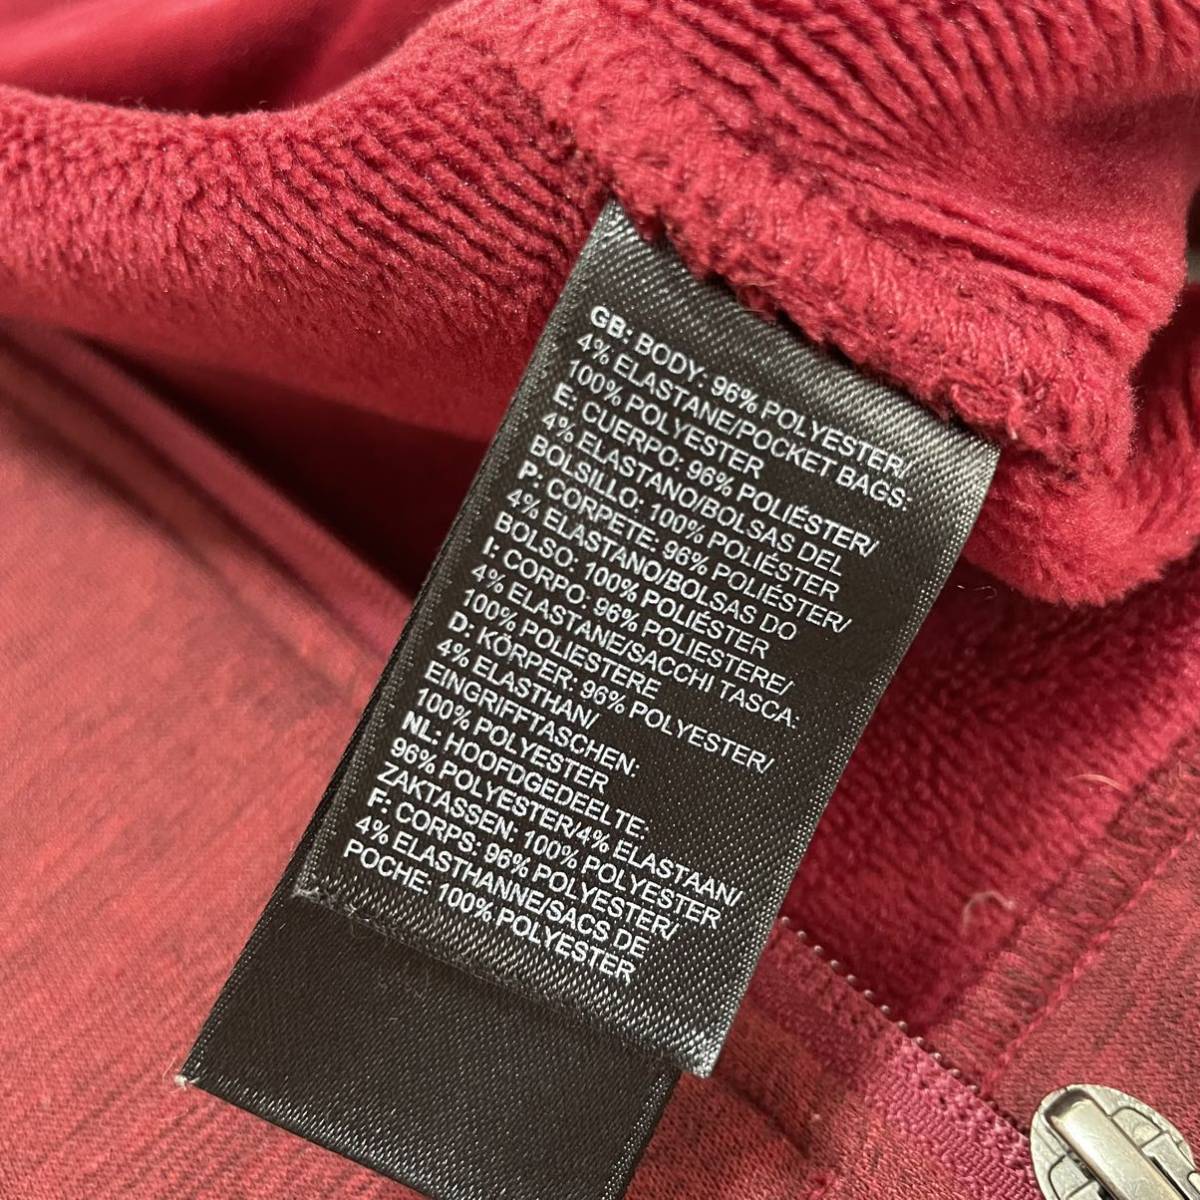 GB: BODY: 96% POLYESTER/
4% ELASTANE/POCKET BAGS:
100% POLYESTER
E: CUERPO: 96% POLIÉSTER/
4% ELASTANO/BOLSAS DEL
BOLSILLO: 100% POLIÉSTER
P: CORPETE: 96% POLIÉSTER/
4% ELASTANO/BOLSAS DO
BOLSO: 100% POLIÉSTER
I: CORPO: 96% POLIESTERE/
4% ELASTANE/SACCHI TASCA:
100% POLIESTERE
D: KÖRPER: 96% POLYESTER/
4% ELASTHAN/
EINGRIFFTASCHEN:
100% POLYESTER
NL: HOOFDGEDEELTE:
96% POLYESTER/4% ELASTAAN/
ZAKTASSEN: 100% POLYESTER
F: CORPS: 96% POLYESTER/
4% ELASTHANNE/SACS DE
POCHE: 100% POLYESTER